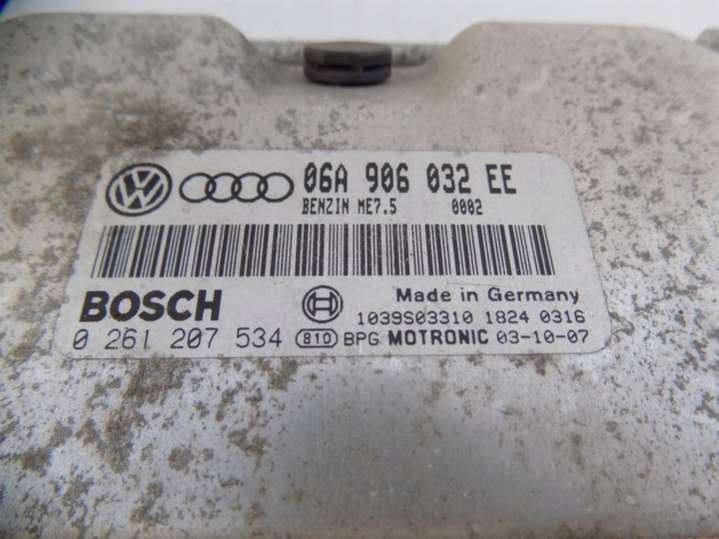 06A 906 032 EE
BENZIN ME7.5 0002
BOSCH Made in Germany
1039S03310 1824 0316
0 261 207 534 810 BPG MOTRONIC 03-10-07